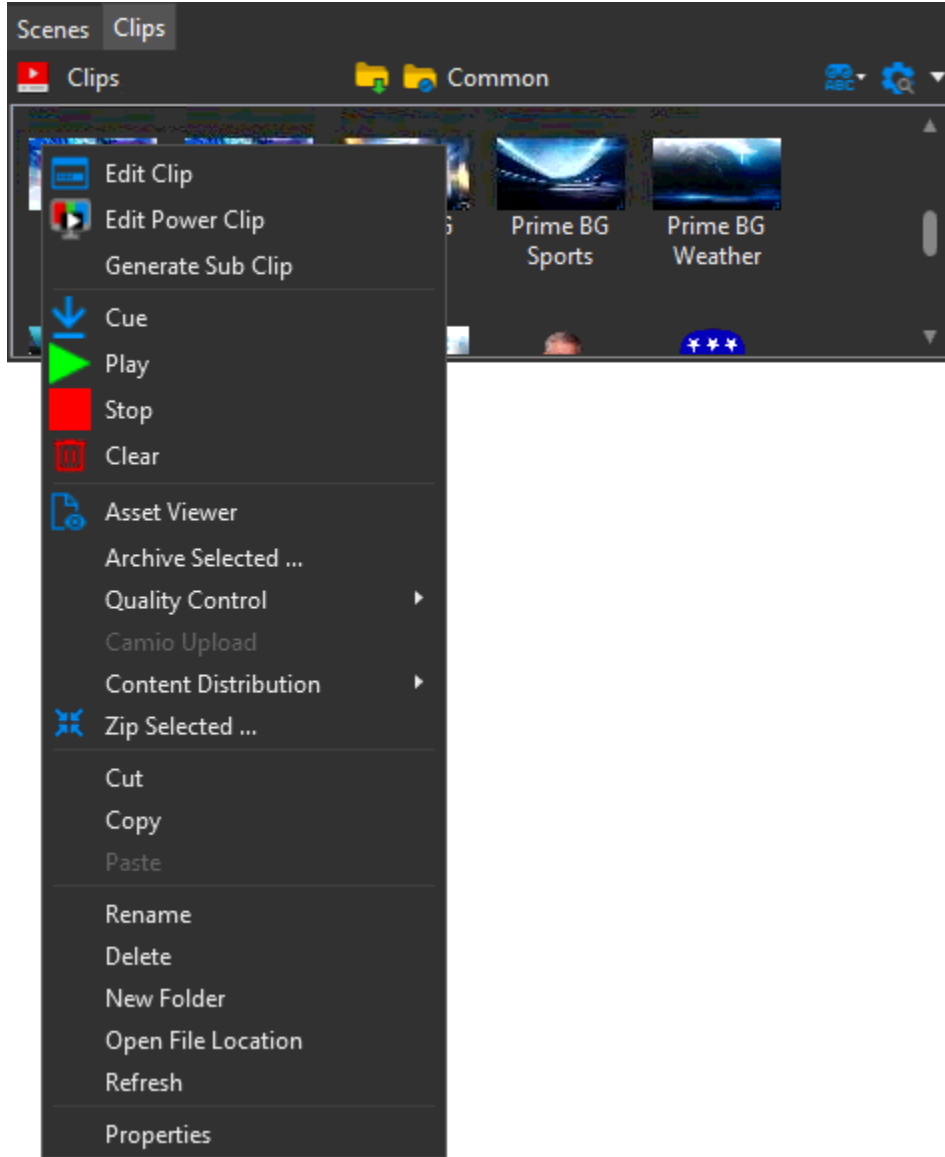 Scenes Clips
Clips Common
ABC
Prime BG Prime BG
Sports Weather
Edit Clip
Edit Power Clip
Generate Sub Clip
Cue
Play
Stop
Clear
Asset Viewer
Archive Selected ...
Quality Control
Camio Upload
Content Distribution
Zip Selected ...
Cut
Copy
Paste
Rename
Delete
New Folder
Open File Location
Refresh
Properties